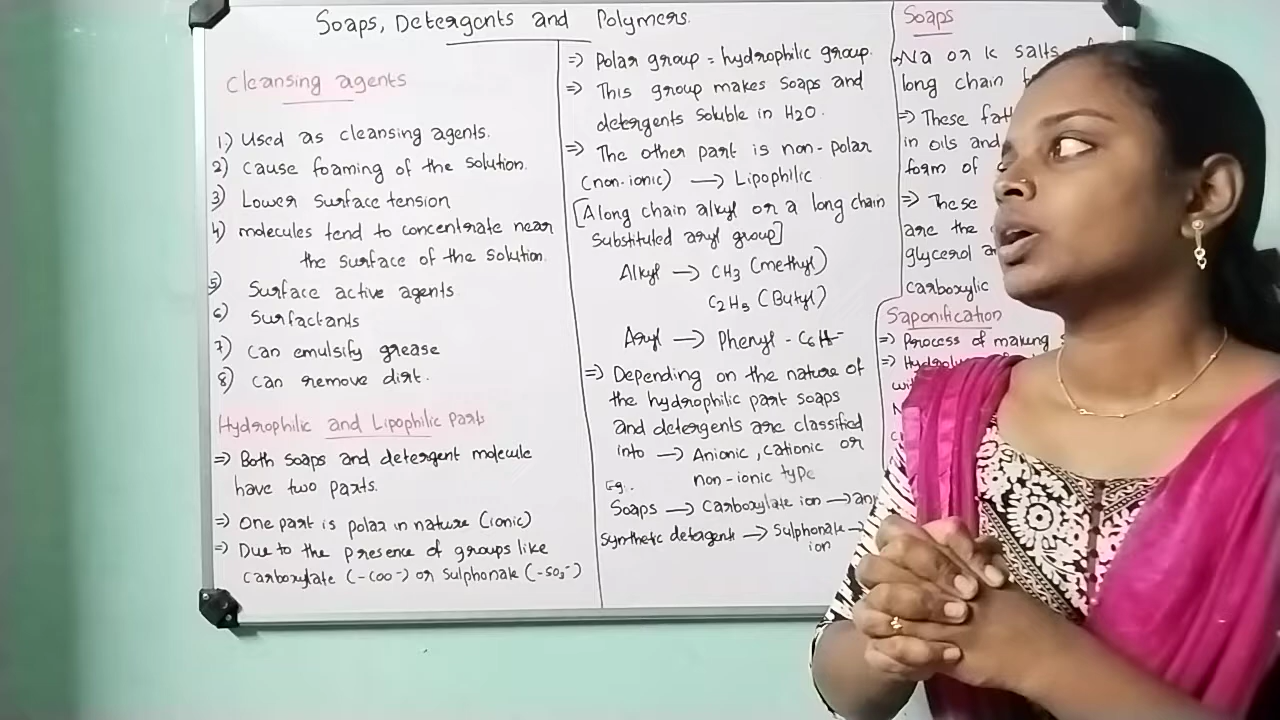 Soaps, Detergents and Polymers.
Cleansing agents
1) Used as cleansing agents.
2) Cause foaming of the solution.
3) Lower surface tension
4) molecules tend to concentrate near
the surface of the solution.
5) Surface active agents
6) Surfactants
7) Can emulsify grease
8) Can remove dirt.
Hydrophilic and Lipophilic Parts
=> Both soaps and detergent molecule
have two parts.
=> One part is polar in nature (ionic)
=> Due to the presence of groups like
carboxylate (-COO⁻) or sulphonate (-SO₃⁻)
=> Polar group = hydrophilic group.
=> This group makes soaps and
detergents soluble in H2O.
=> The other part is non-polar
(non-ionic) → Lipophilic
[A long chain alkyl or a long chain
substituted aryl group]
Alkyl → CH3 (methyl)
C2H5 (Butyl)
Aryl → Phenyl - C6H-
=> Depending on the nature of
the hydrophilic part soaps
and detergents are classified
into → Anionic, cationic or
non-ionic type
Eg:.
Soaps → Carboxylate ion →
Synthetic detergent → Sulphonate →
ion
Soaps
Na or K salts
long chain
=> These
in oils and
form of
=> These
are the
glycerol
carboxylic
Saponification
=> Process of making
=>